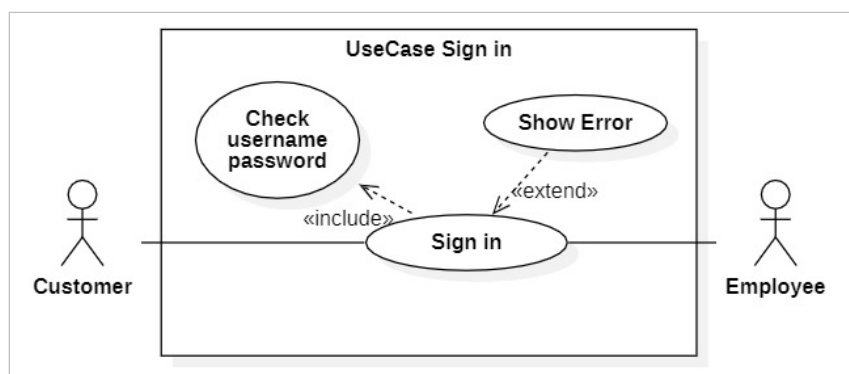 UseCase Sign in
Check
username
password
Show Error
«extend»
«include»
Sign in
Customer
Employee